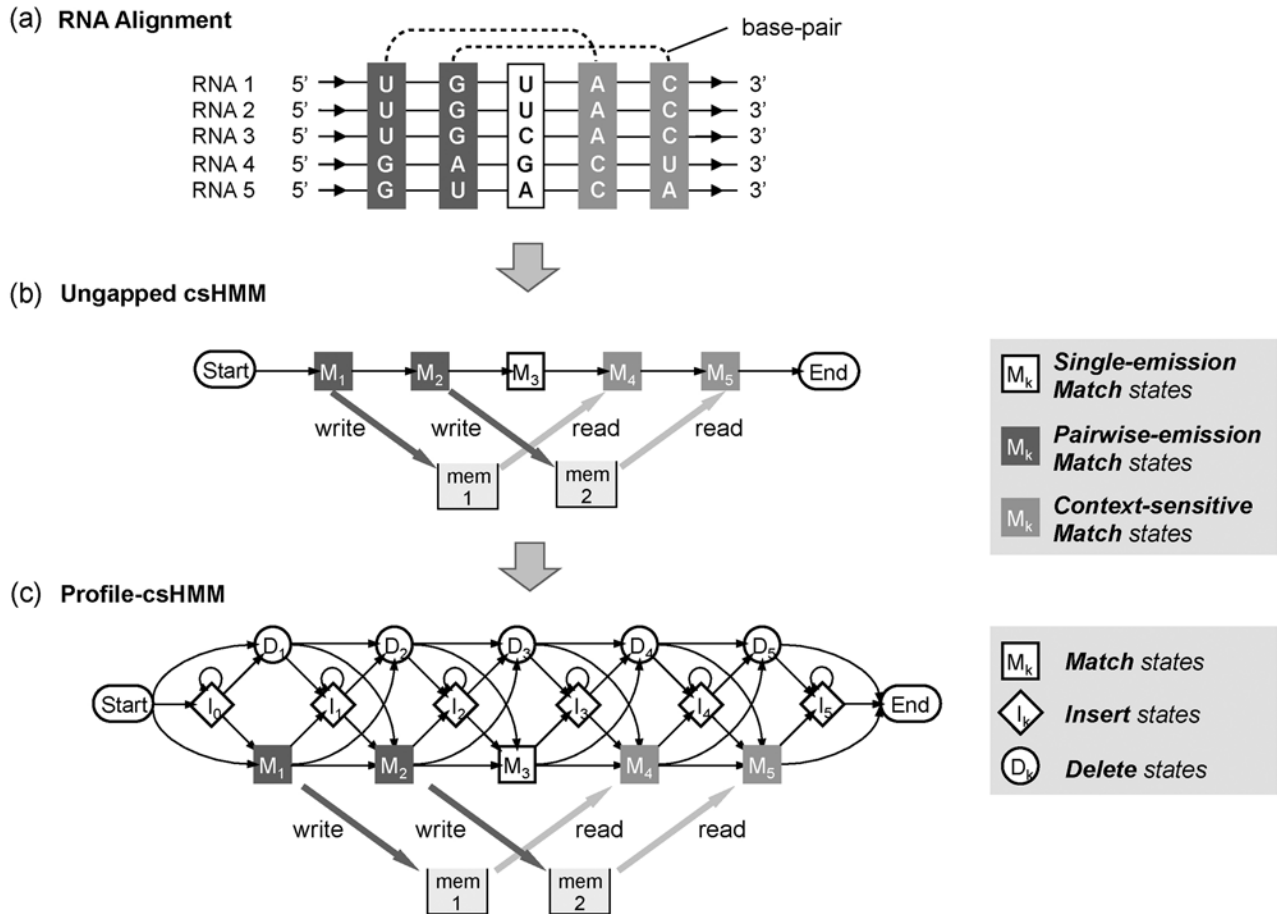 (a) RNA Alignment
base-pair
RNA 1 5’ U G U A C 3’
RNA 2 5’ U G U A C 3’
RNA 3 5’ U G C A C 3’
RNA 4 5’ G A G C U 3’
RNA 5 5’ G U A C A 3’
(b) Ungapped csHMM
Start M1 M2 M3 M4 M5 End
write write read read
mem 1
mem 2
Mk Single-emission
Match states
Mk Pairwise-emission
Match states
Mk Context-sensitive
Match states
(c) Profile-csHMM
D1 D2 D3 D4 D5
Start I0 I1 I2 I3 I4 I5 End
M1 M2 M3 M4 M5
write write read read
mem 1
mem 2
Mk Match states
Ik Insert states
Dk Delete states